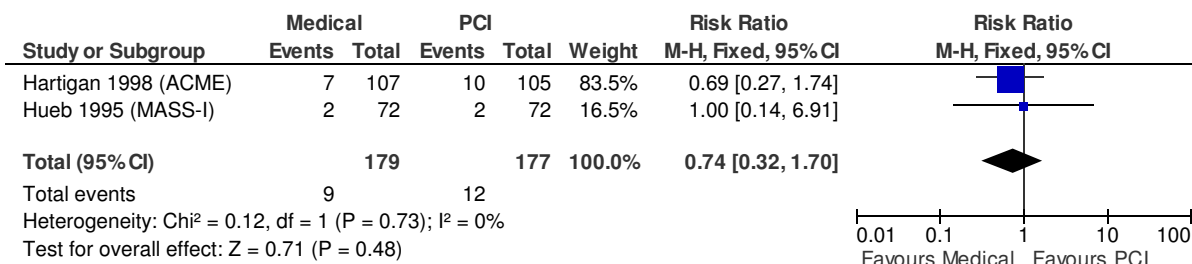 Medical PCI Risk Ratio Risk Ratio
Study or Subgroup Events Total Events Total Weight M-H, Fixed, 95% CI M-H, Fixed, 95% CI
Hartigan 1998 (ACME) 7 107 10 105 83.5% 0.69 [0.27, 1.74]
Hueb 1995 (MASS-I) 2 72 2 72 16.5% 1.00 [0.14, 6.91]
Total (95% CI) 179 177 100.0% 0.74 [0.32, 1.70]
Total events 9 12
Heterogeneity: Chi² = 0.12, df = 1 (P = 0.73); I² = 0%
Test for overall effect: Z = 0.71 (P = 0.48)
0.01 0.1 1 10 100
Favours Medical Favours PCI